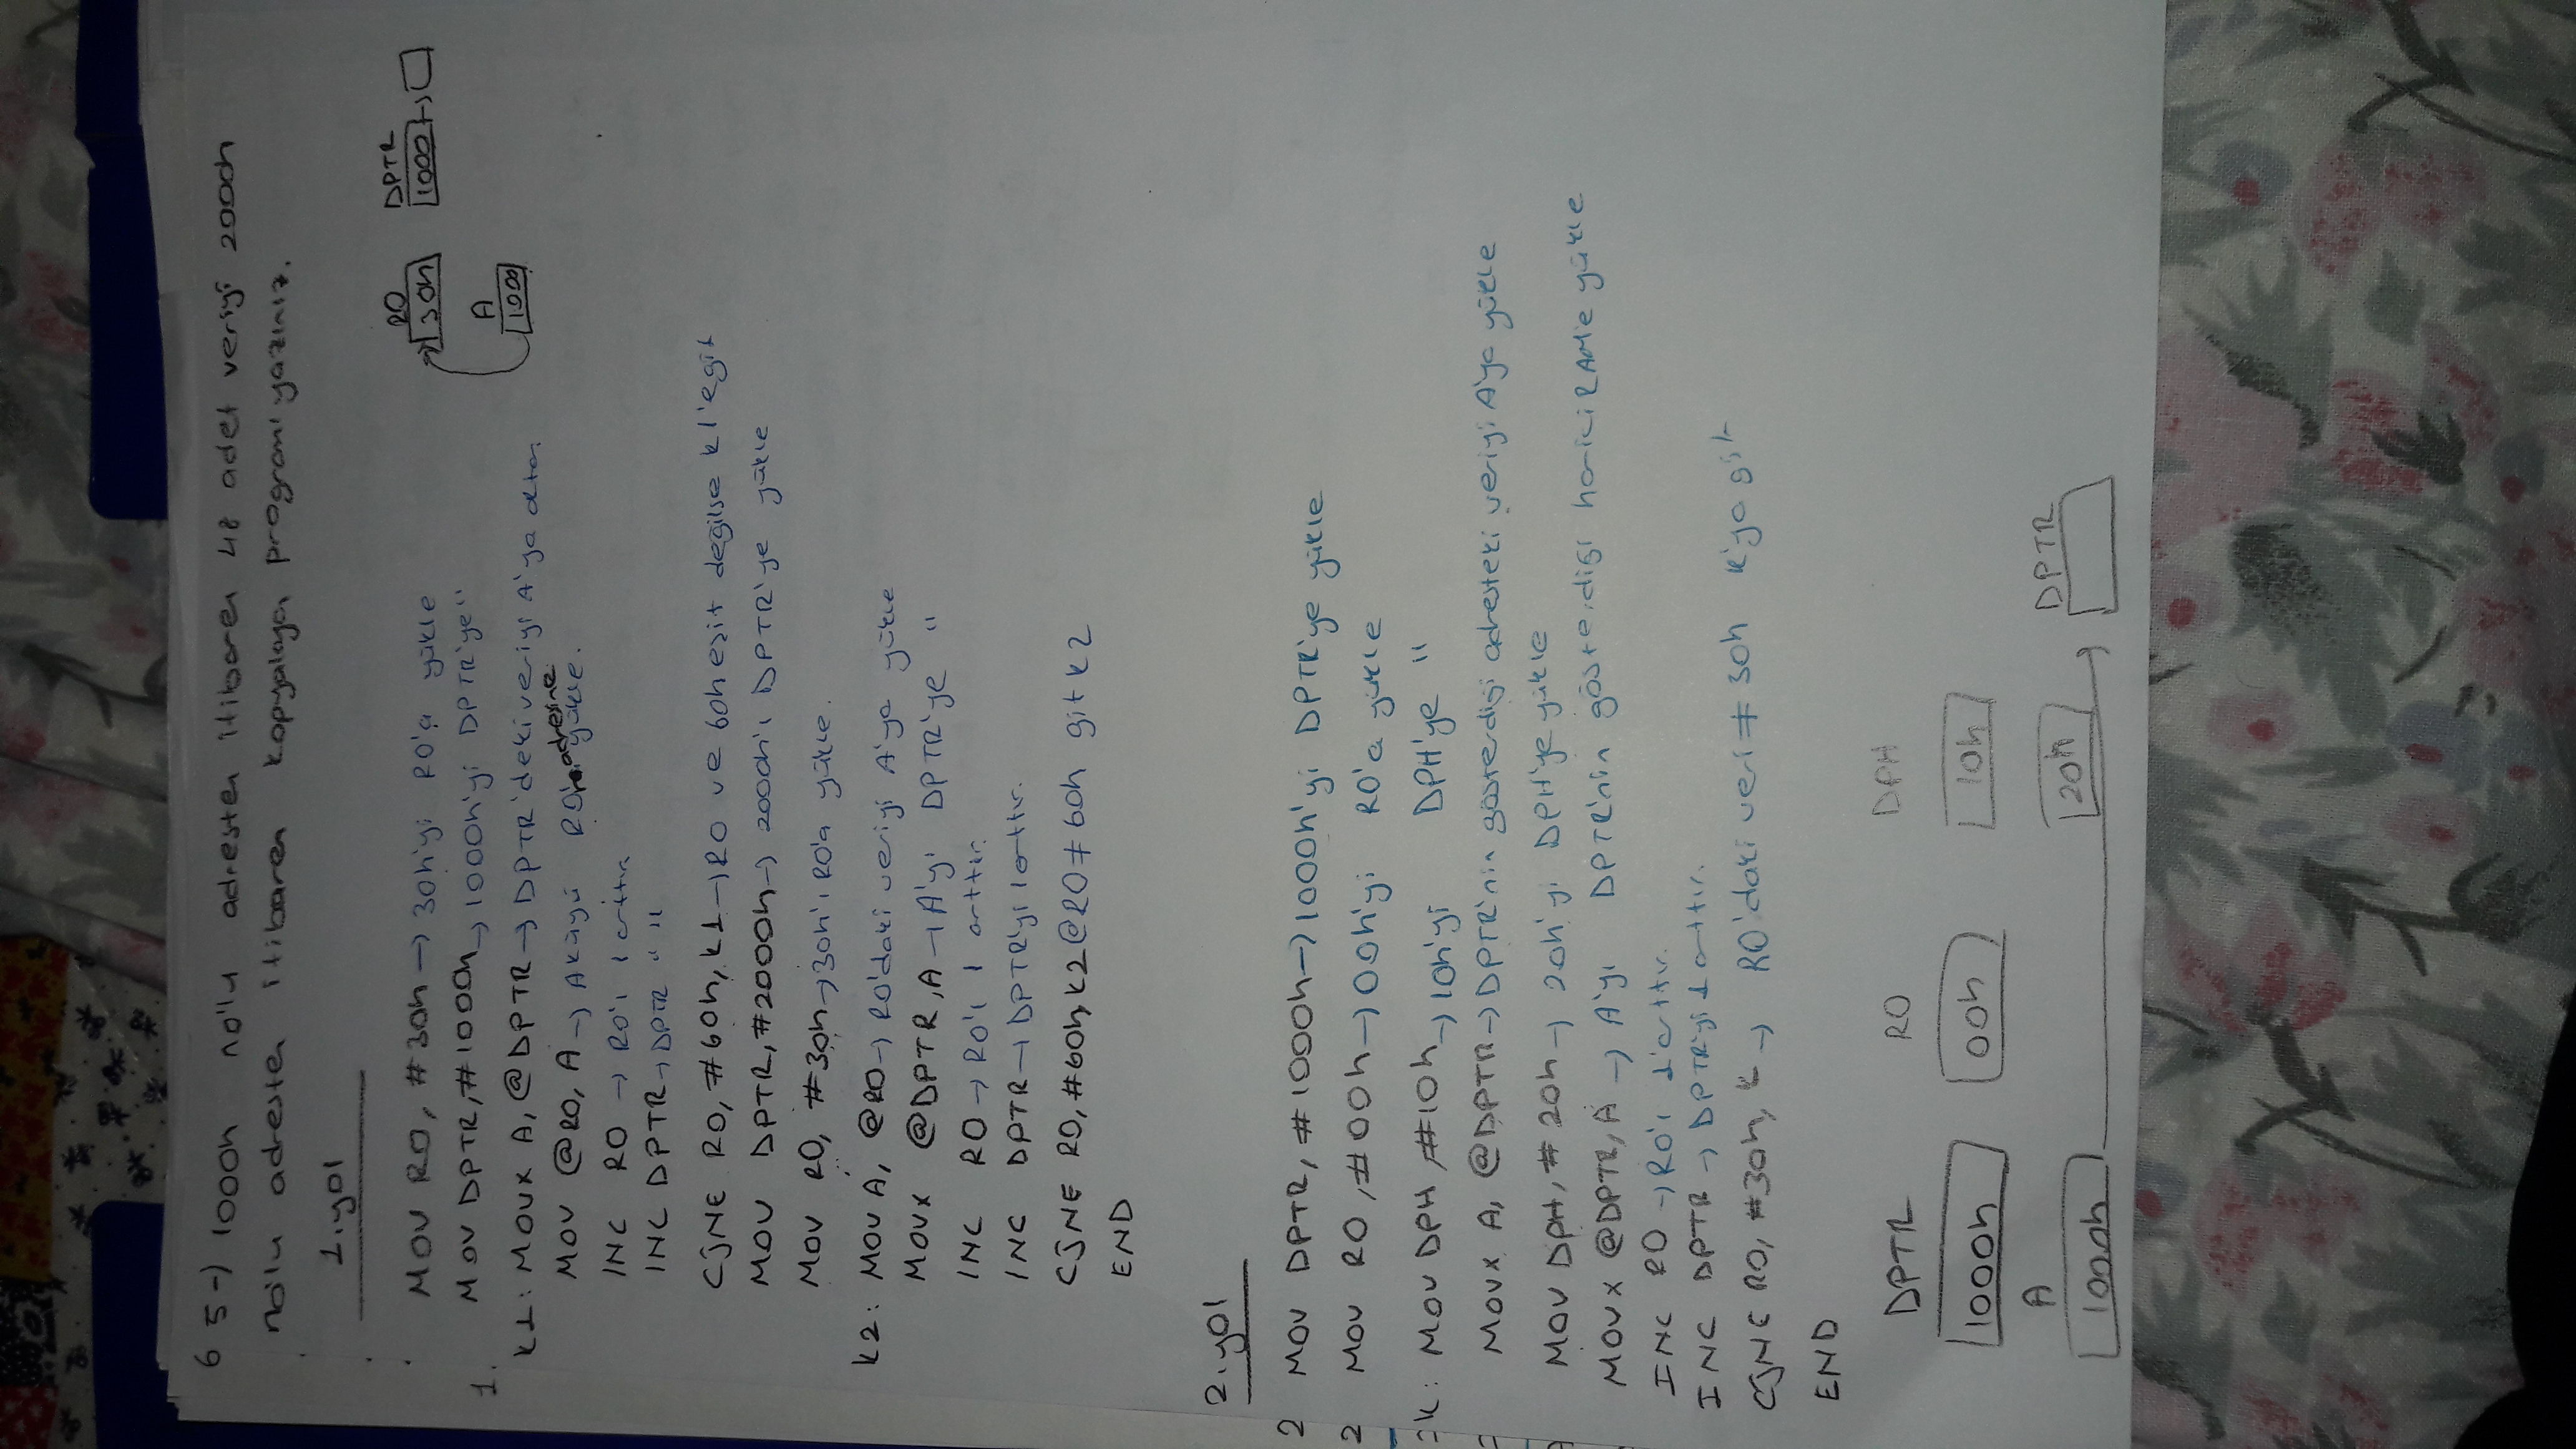 6 5-) 1000h no'lu adresten itibaren 48 adet veriyi 2000h
no'lu adresten itibaren kopyalayan programı yazınız.
1.yol
MOV R0, #30h → 30h'yi R0'a yükle
R0 DPTR
30h 1000
1. MOV DPTR, #1000h → 1000h'yi DPTR'ye "
A
1000
k1: MOVX A, @DPTR → DPTR'deki veriyi A'ya aktar.
MOV @R0, A → Aküyü R0'ın adresine yükle.
INC R0 → R0'ı 1 arttır
INC DPTR → DPTR " "
CJNE R0, #60h, k1 → R0 ve 60h eşit değilse k1'e git
MOV DPTR, #2000h → 2000h'ı DPTR'ye yükle
MOV R0, #30h → 30h'ı R0'a yükle.
k2: MOV A, @R0 → R0'daki veriyi A'ya yükle
MOVX @DPTR, A → A'yı DPTR'ye "
INC R0 → R0'ı 1 arttır.
INC DPTR → DPTR'yi 1 arttır.
CJNE R0, #60h, k2 @R0 ≠ 60h git k2
END
2.yol
2 MOV DPTR, #1000h → 1000h'yi DPTR'ye yükle
2 MOV R0, #00h → 00h'yi R0'a yükle
k: MOV DPH, #10h → 10h'yi DPH'ye "
MOVX A, @DPTR → DPTR'nin gösterdiği adresteki veriyi A'ya yükle
MOV DPH, #20h → 20h'yi DPH'ye yükle
MOVX @DPTR, A → A'yı DPTR'nin gösterdiği harici RAM'e yükle
INC R0 → R0'ı 1 arttır.
INC DPTR → DPTR'yi 1 arttır.
CJNE R0, #30h, k → R0'daki veri ≠ 30h k'ya git
END
DPTR R0 DPH
1000h 00h 10h
A DPTR
1000h 20h